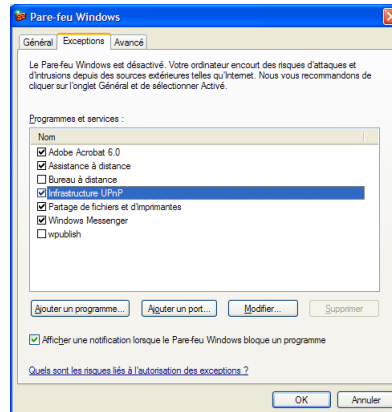 Pare-feu Windows
Général Exceptions Avancé
Le Pare-feu Windows est désactivé. Votre ordinateur encourt des risques d'attaques et
d'intrusions depuis des sources extérieures telles qu'Internet. Nous vous recommandons de
cliquer sur l'onglet Général et de sélectionner Activé.
Programmes et services :
Nom
Adobe Acrobat 6.0
Assistance à distance
Bureau à distance
Infrastructure UPnP
Partage de fichiers et d'imprimantes
Windows Messenger
wpublish
Ajouter un programme... Ajouter un port... Modifier... Supprimer
Afficher une notification lorsque le Pare-feu Windows bloque un programme
Quels sont les risques liés à l'autorisation des exceptions ?
OK Annuler